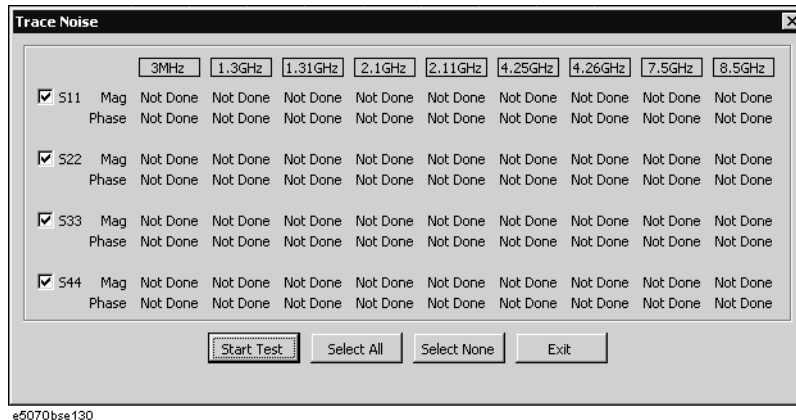 Trace Noise
3MHz 1.3GHz 1.31GHz 2.1GHz 2.11GHz 4.25GHz 4.26GHz 7.5GHz 8.5GHz
S11 Mag Not Done Not Done Not Done Not Done Not Done Not Done Not Done Not Done Not Done
Phase Not Done Not Done Not Done Not Done Not Done Not Done Not Done Not Done Not Done
S22 Mag Not Done Not Done Not Done Not Done Not Done Not Done Not Done Not Done Not Done
Phase Not Done Not Done Not Done Not Done Not Done Not Done Not Done Not Done Not Done
S33 Mag Not Done Not Done Not Done Not Done Not Done Not Done Not Done Not Done Not Done
Phase Not Done Not Done Not Done Not Done Not Done Not Done Not Done Not Done Not Done
S44 Mag Not Done Not Done Not Done Not Done Not Done Not Done Not Done Not Done Not Done
Phase Not Done Not Done Not Done Not Done Not Done Not Done Not Done Not Done Not Done
Start Test Select All Select None Exit
e5070bse130